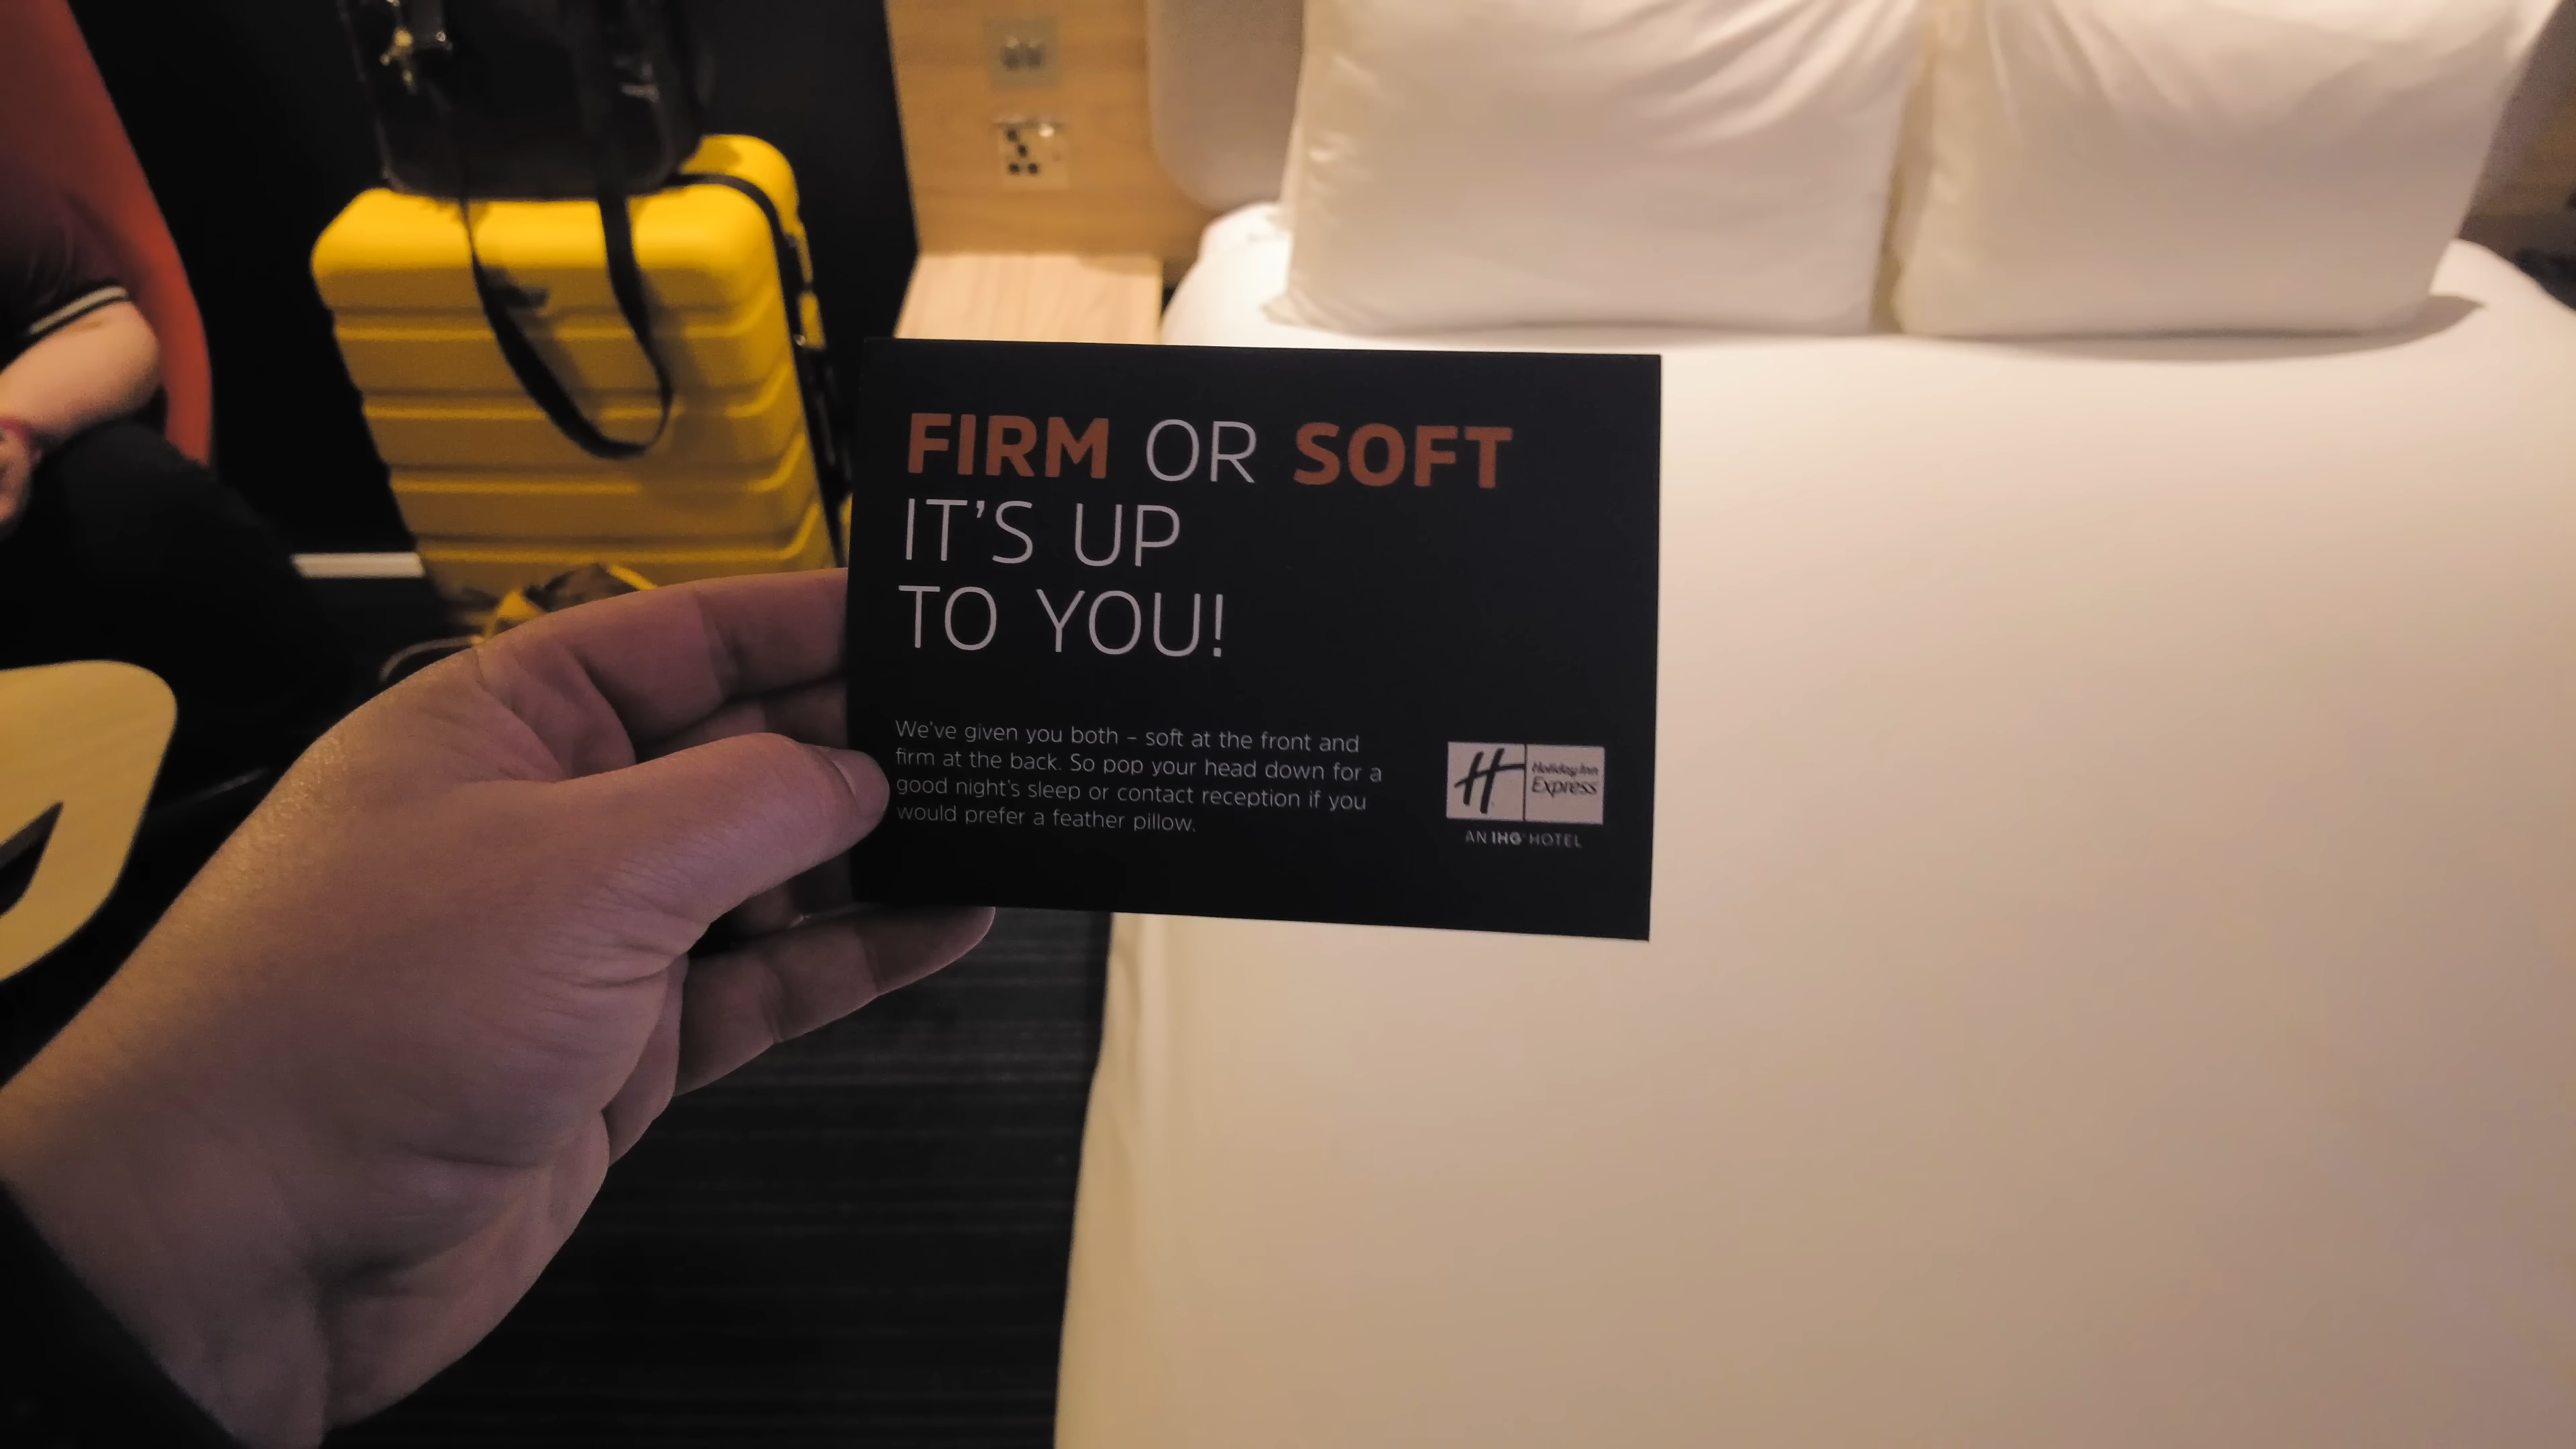 FIRM OR SOFT
IT'S UP
TO YOU!
We've given you both – soft at the front and
firm at the back. So pop your head down for a
good night's sleep or contact reception if you
would prefer a feather pillow.
H
Holiday Inn
Express
AN IHG HOTEL